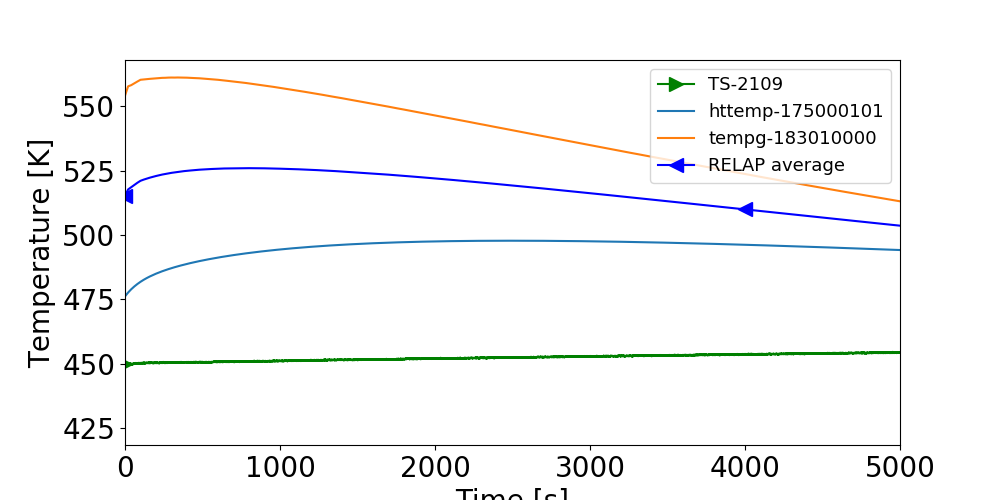 TS-2109
httemp-175000101
tempg-183010000
RELAP average
Temperature [K]
550
525
500
475
450
425
0 1000 2000 3000 4000 5000
Time [s]